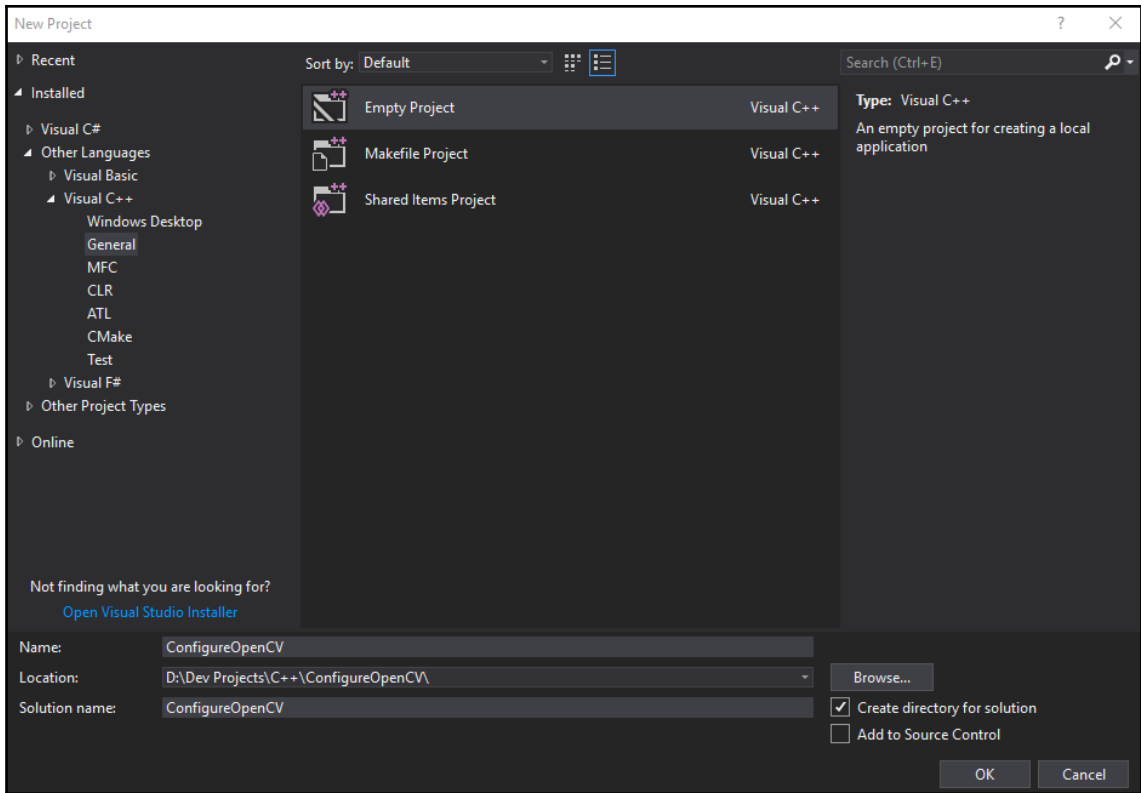 New Project
?
Recent
Installed
Visual C#
Other Languages
Visual Basic
Visual C++
Windows Desktop
General
MFC
CLR
ATL
CMake
Test
Visual F#
Other Project Types
Online
Not finding what you are looking for?
Open Visual Studio Installer
Sort by: Default
Empty Project Visual C++
Makefile Project Visual C++
Shared Items Project Visual C++
Search (Ctrl+E)
Type: Visual C++
An empty project for creating a local
application
Name: ConfigureOpenCV
Location: D:\Dev Projects\C++\ConfigureOpenCV\ Browse...
Solution name: ConfigureOpenCV
Create directory for solution
Add to Source Control
OK Cancel